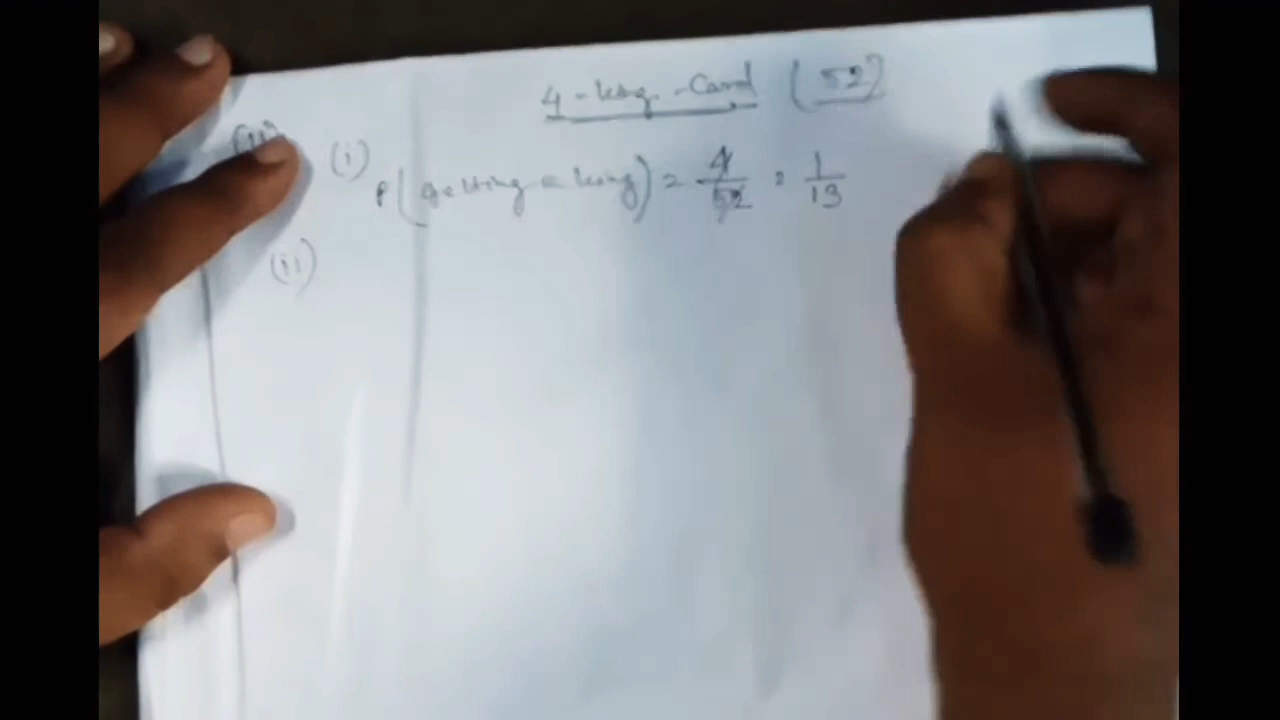 4 - king - Card (52)
(i) P(getting a king) = 4/52 = 1/13
(ii)